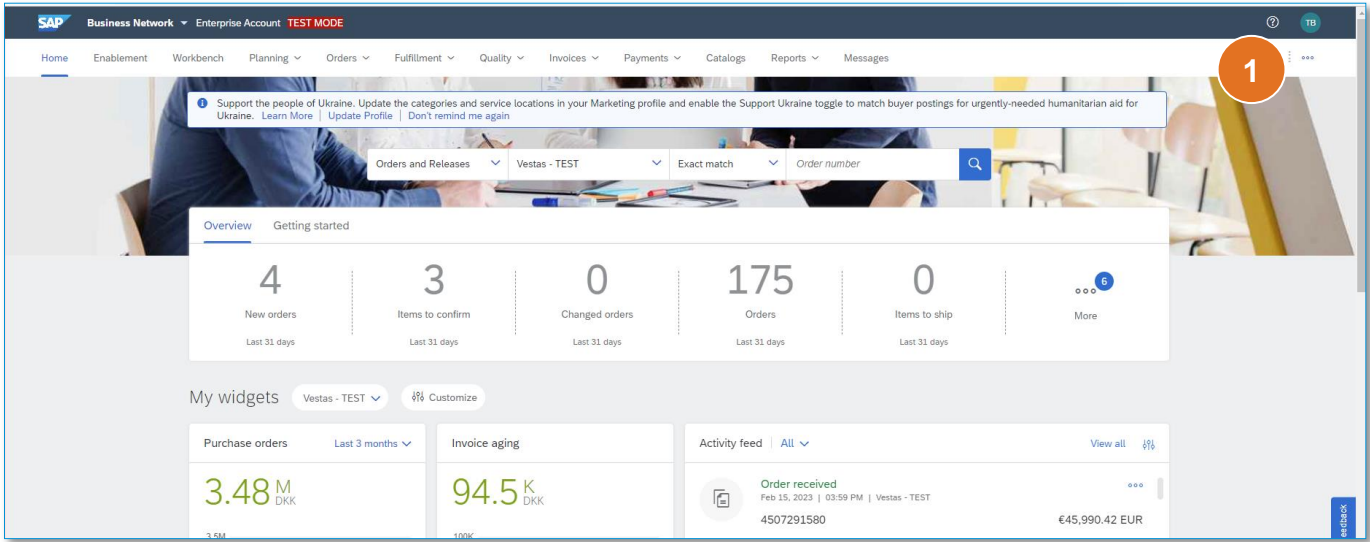 SAP Business Network Enterprise Account TEST MODE TB
Home Enablement Workbench Planning Orders Fulfillment Quality Invoices Payments Catalogs Reports Messages
1
Support the people of Ukraine. Update the categories and service locations in your Marketing profile and enable the Support Ukraine toggle to match buyer postings for urgently-needed humanitarian aid for
Ukraine. Learn More | Update Profile | Don't remind me again
Orders and Releases Vestas - TEST Exact match Order number
Overview Getting started
4 3 0 175 0 6
New orders Items to confirm Changed orders Orders Items to ship More
Last 31 days Last 31 days Last 31 days Last 31 days Last 31 days
My widgets Vestas - TEST Customize
Purchase orders Last 3 months Invoice aging Activity feed | All View all
3.48 M DKK 94.5 K DKK
Order received
Feb 15, 2023 | 03:59 PM | Vestas - TEST
4507291580 €45,990.42 EUR
3.5M 100K